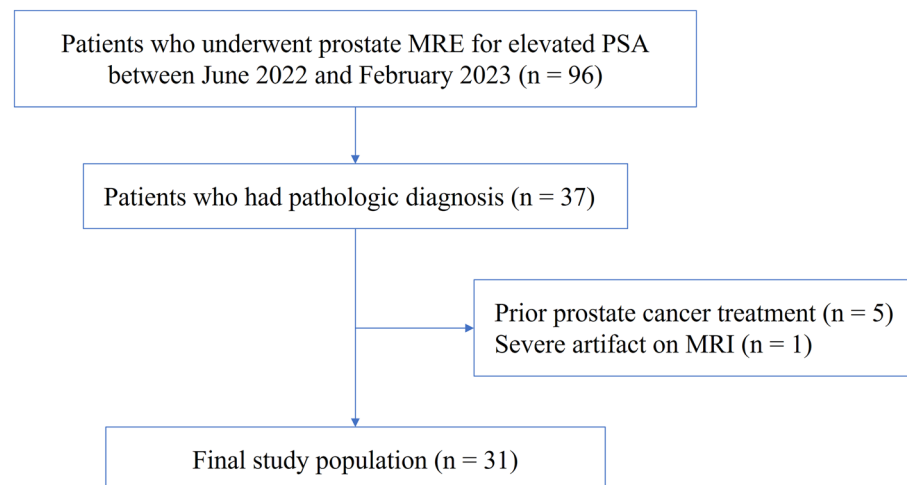 Patients who underwent prostate MRE for elevated PSA
between June 2022 and February 2023 (n = 96)
Patients who had pathologic diagnosis (n = 37)
Prior prostate cancer treatment (n = 5)
Severe artifact on MRI (n = 1)
Final study population (n = 31)